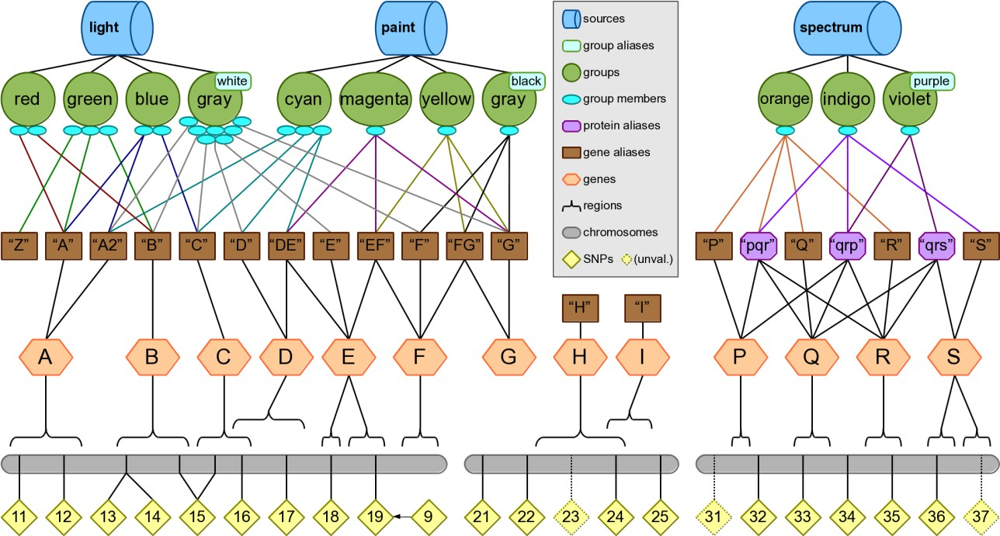 light
paint
spectrum
sources
group aliases
groups
group members
protein aliases
gene aliases
genes
regions
chromosomes
SNPs (unval.)
red green blue gray white
cyan magenta yellow gray black
orange indigo violet purple
“Z” “A” “A2” “B” “C” “D” “DE” “E” “EF” “F” “FG” “G”
“P” “pqr” “Q” “qrp” “R” “qrs” “S”
“H” “I”
A B C D E F G H I P Q R S
11 12 13 14 15 16 17 18 19 9 21 22 23 24 25 31 32 33 34 35 36 37